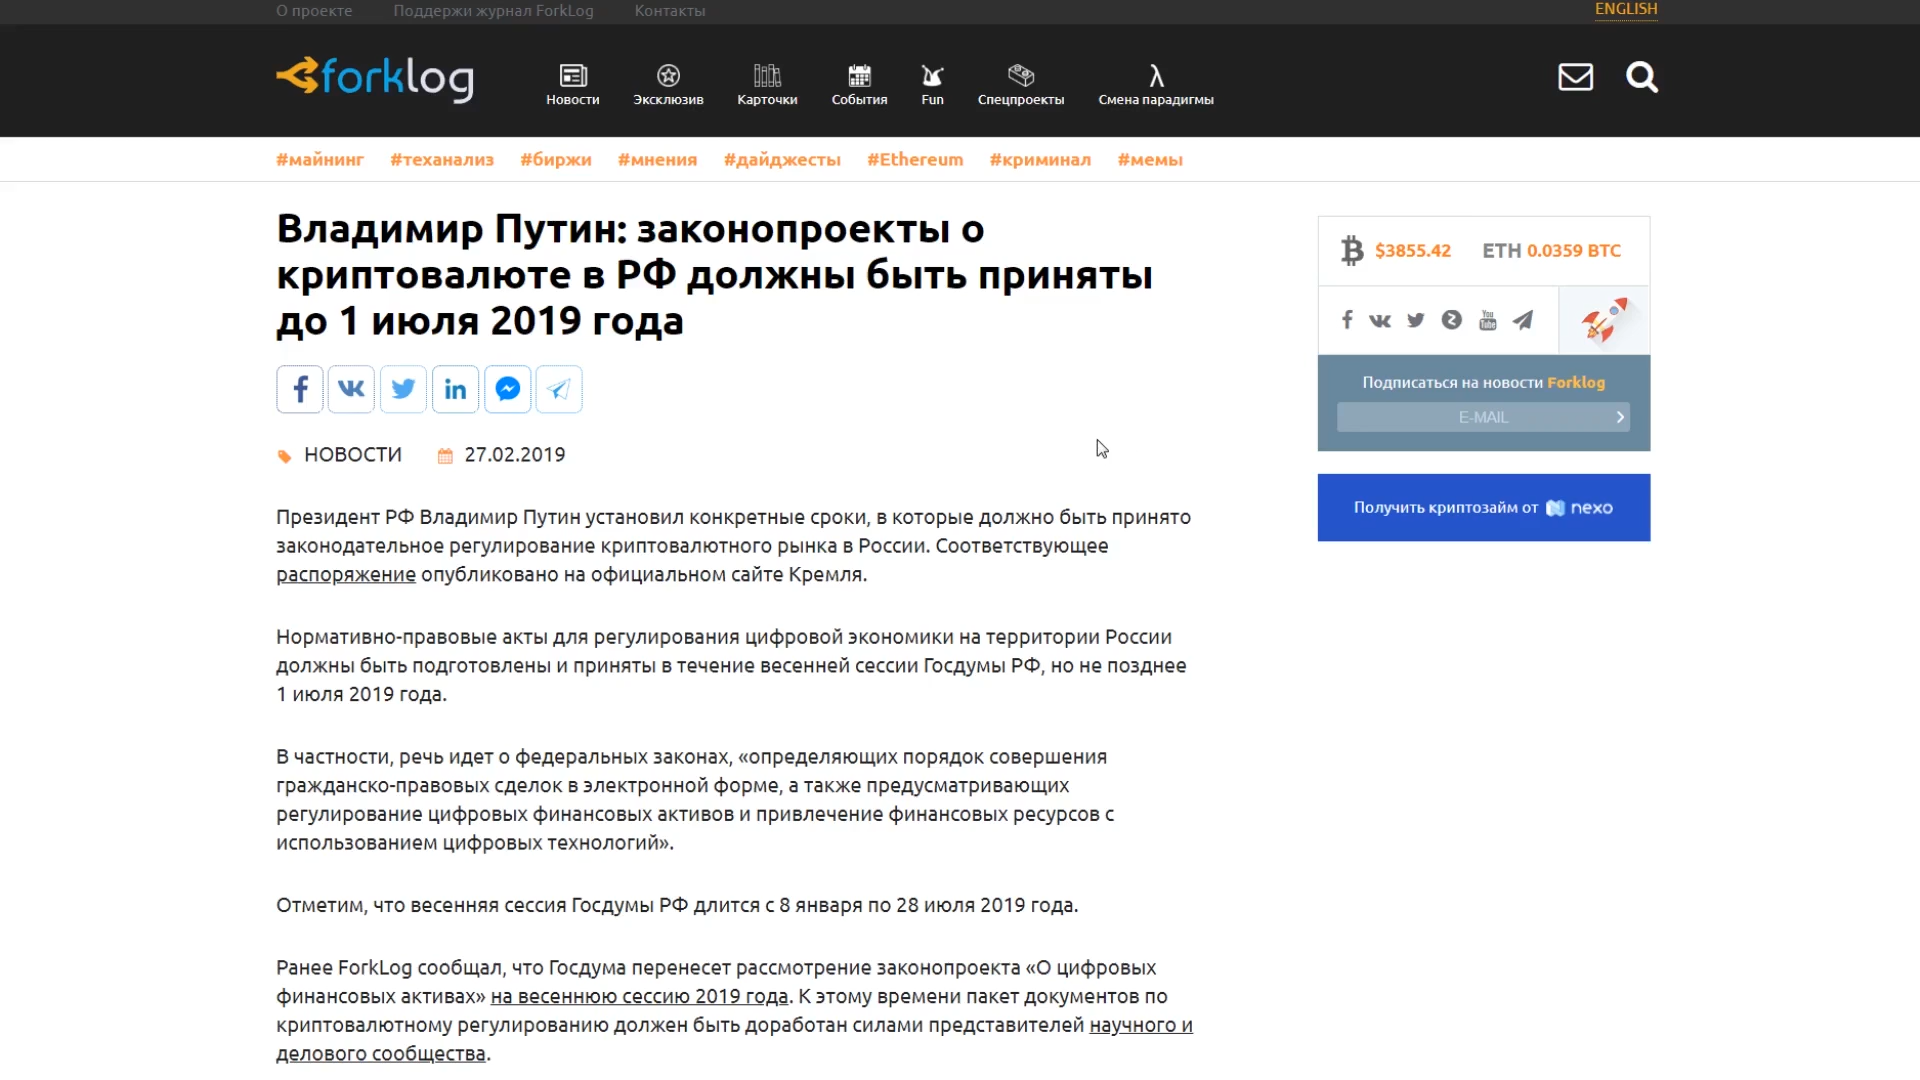 О проекте Поддержи журнал ForkLog Контакты ENGLISH
forklog
Новости Эксклюзив Карточки События Fun Спецпроекты Смена парадигмы
#майнинг #теханализ #биржи #мнения #дайджесты #Ethereum #криминал #мемы
Владимир Путин: законопроекты о
криптовалюте в РФ должны быть приняты
до 1 июля 2019 года
НОВОСТИ 27.02.2019
Президент РФ Владимир Путин установил конкретные сроки, в которые должно быть принято
законодательное регулирование криптовалютного рынка в России. Соответствующее
распоряжение опубликовано на официальном сайте Кремля.
Нормативно-правовые акты для регулирования цифровой экономики на территории России
должны быть подготовлены и приняты в течение весенней сессии Госдумы РФ, но не позднее
1 июля 2019 года.
В частности, речь идет о федеральных законах, «определяющих порядок совершения
гражданско-правовых сделок в электронной форме, а также предусматривающих
регулирование цифровых финансовых активов и привлечение финансовых ресурсов с
использованием цифровых технологий».
Отметим, что весенняя сессия Госдумы РФ длится с 8 января по 28 июля 2019 года.
Ранее ForkLog сообщал, что Госдума перенесет рассмотрение законопроекта «О цифровых
финансовых активах» на весеннюю сессию 2019 года. К этому времени пакет документов по
криптовалютному регулированию должен быть доработан силами представителей научного и
делового сообщества.
$3855.42 ETH 0.0359 BTC
You Tube
Подписаться на новости Forklog
E-MAIL
Получить криптозайм от nexo